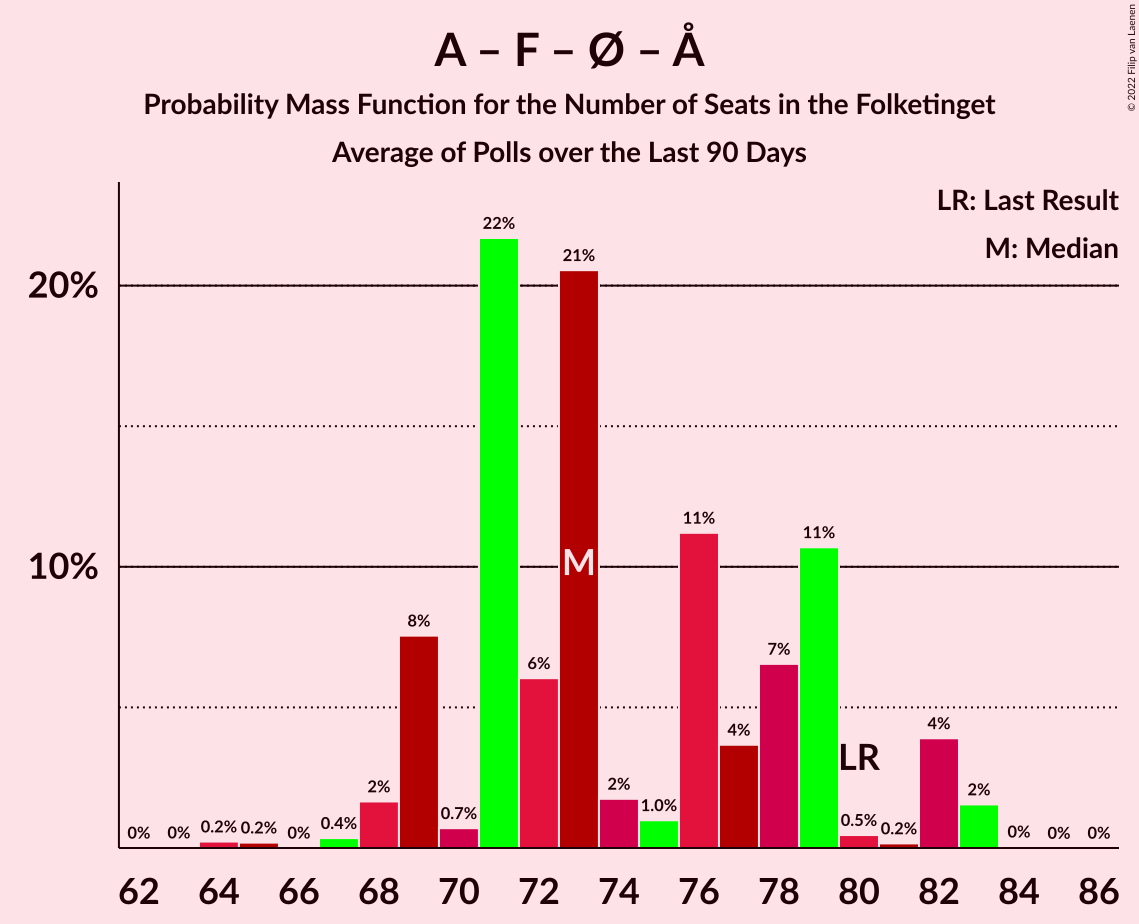 A – F – Ø – Å
Probability Mass Function for the Number of Seats in the Folketinget
Average of Polls over the Last 90 Days
© 2022 Filip van Laenen
LR: Last Result
M: Median
20%
10%
0% 0% 0.2% 0.2% 0% 0.4% 2% 8% 0.7% 22% 6% 21% 2% 1.0% 11% 4% 7% 11% 0.5% 0.2% 4% 2% 0% 0% 0%
M
LR
62 64 66 68 70 72 74 76 78 80 82 84 86